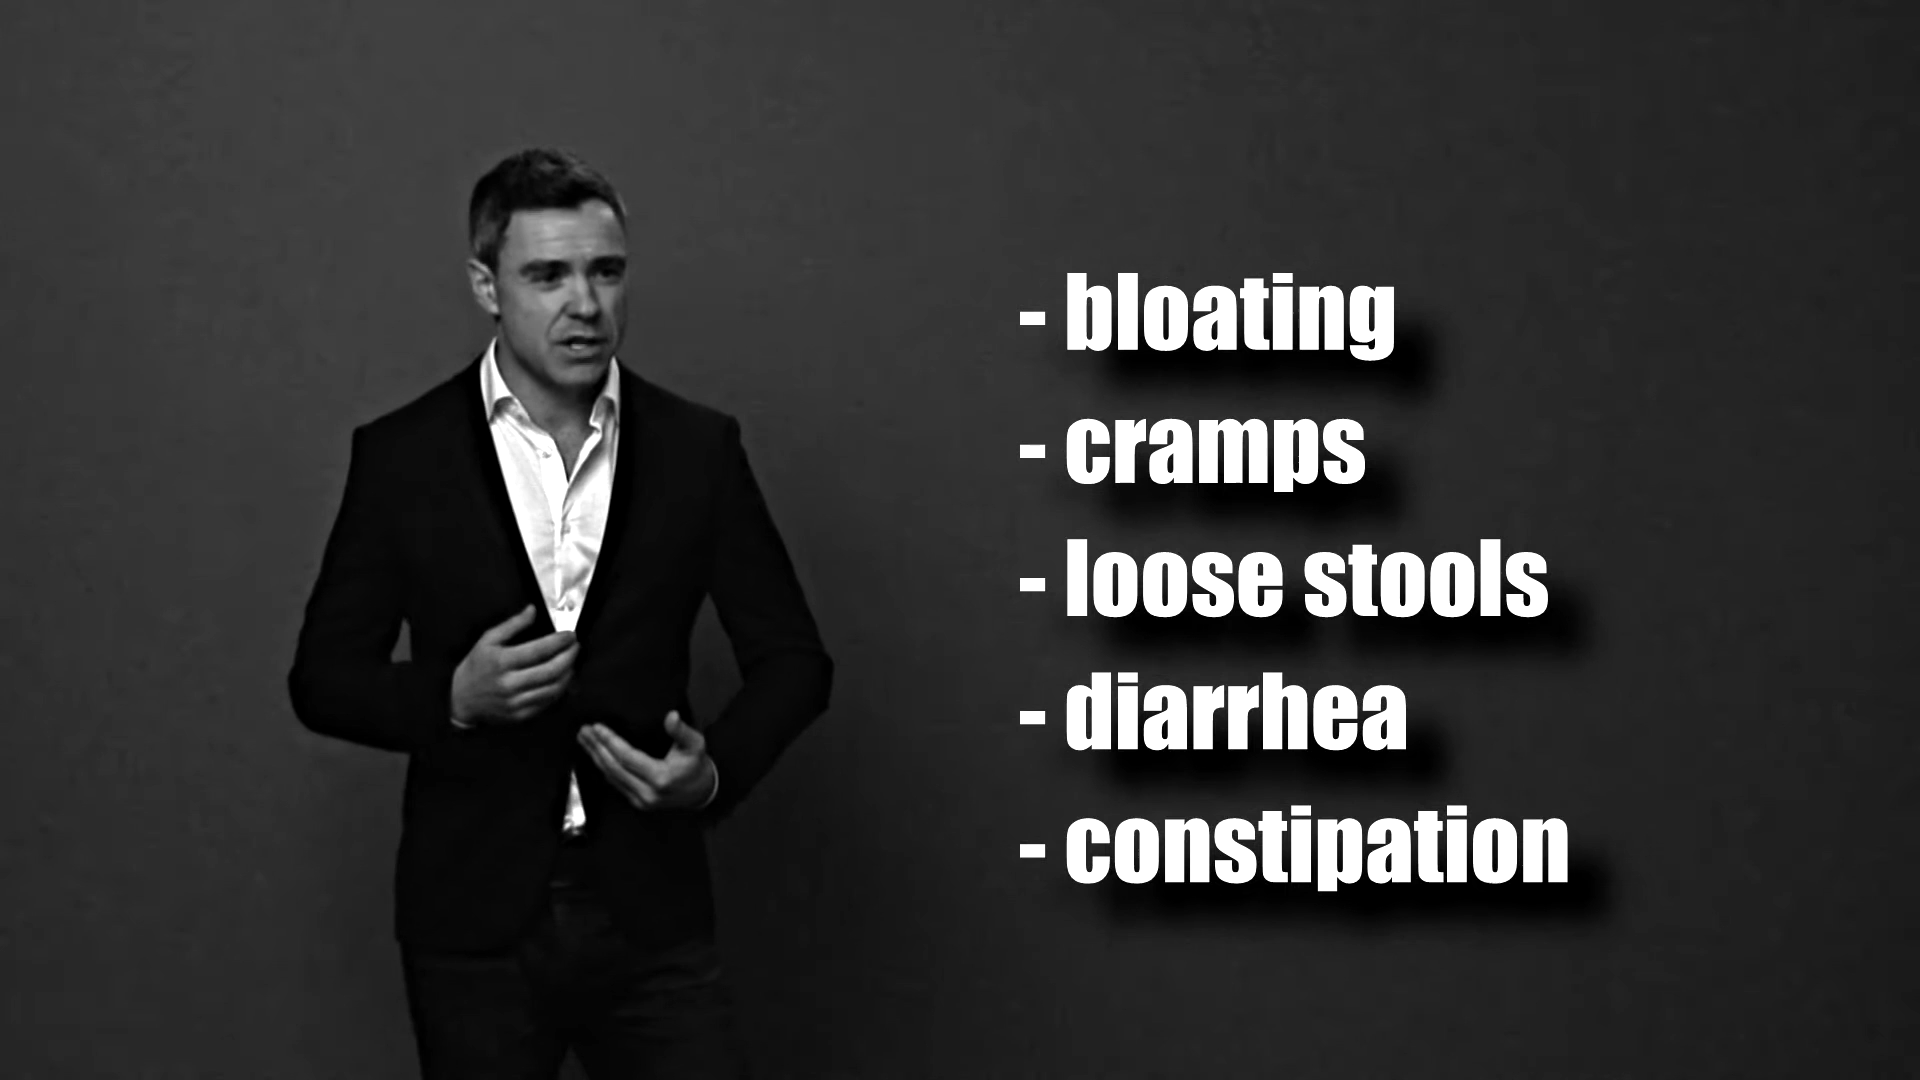 - bloating
- cramps
- loose stools
- diarrhea
- constipation